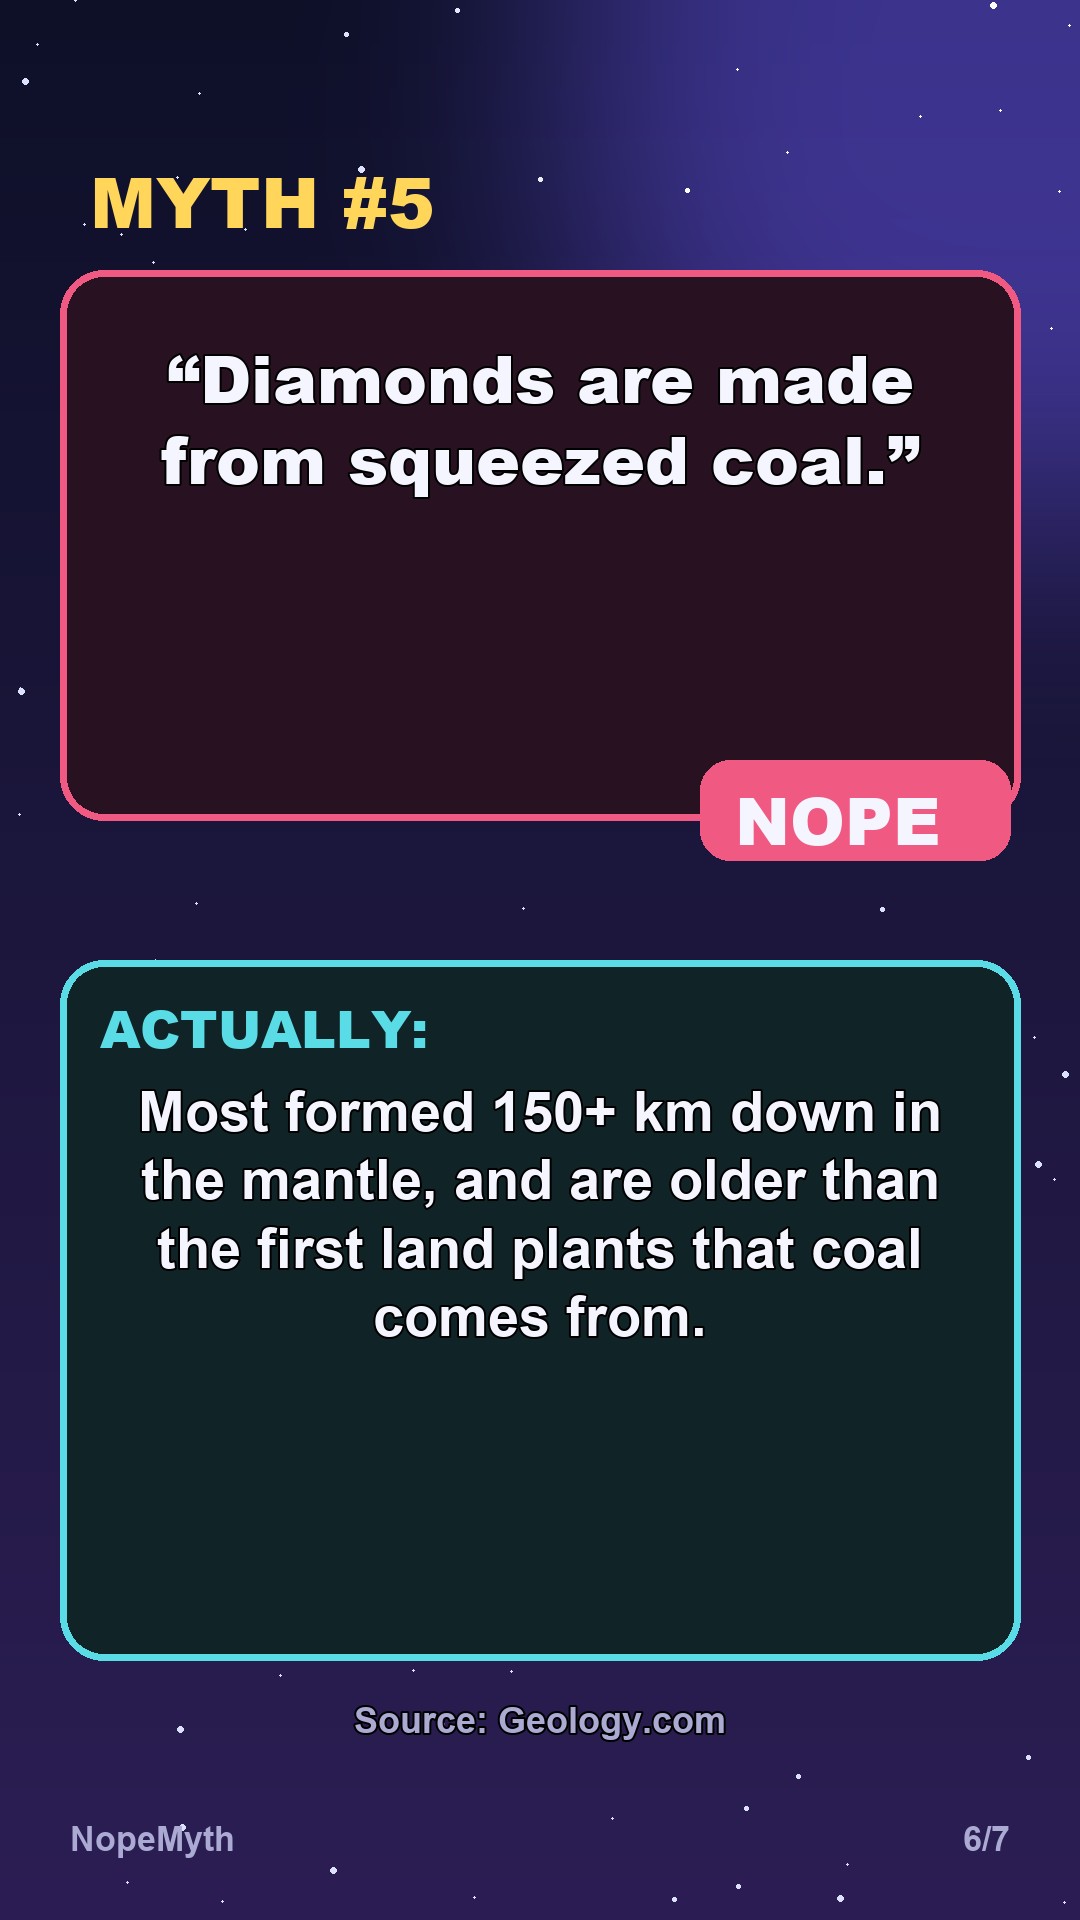 MYTH #5
“Diamonds are made
from squeezed coal.”
NOPE
ACTUALLY:
Most formed 150+ km down in
the mantle, and are older than
the first land plants that coal
comes from.
Source: Geology.com
NopeMyth
6/7